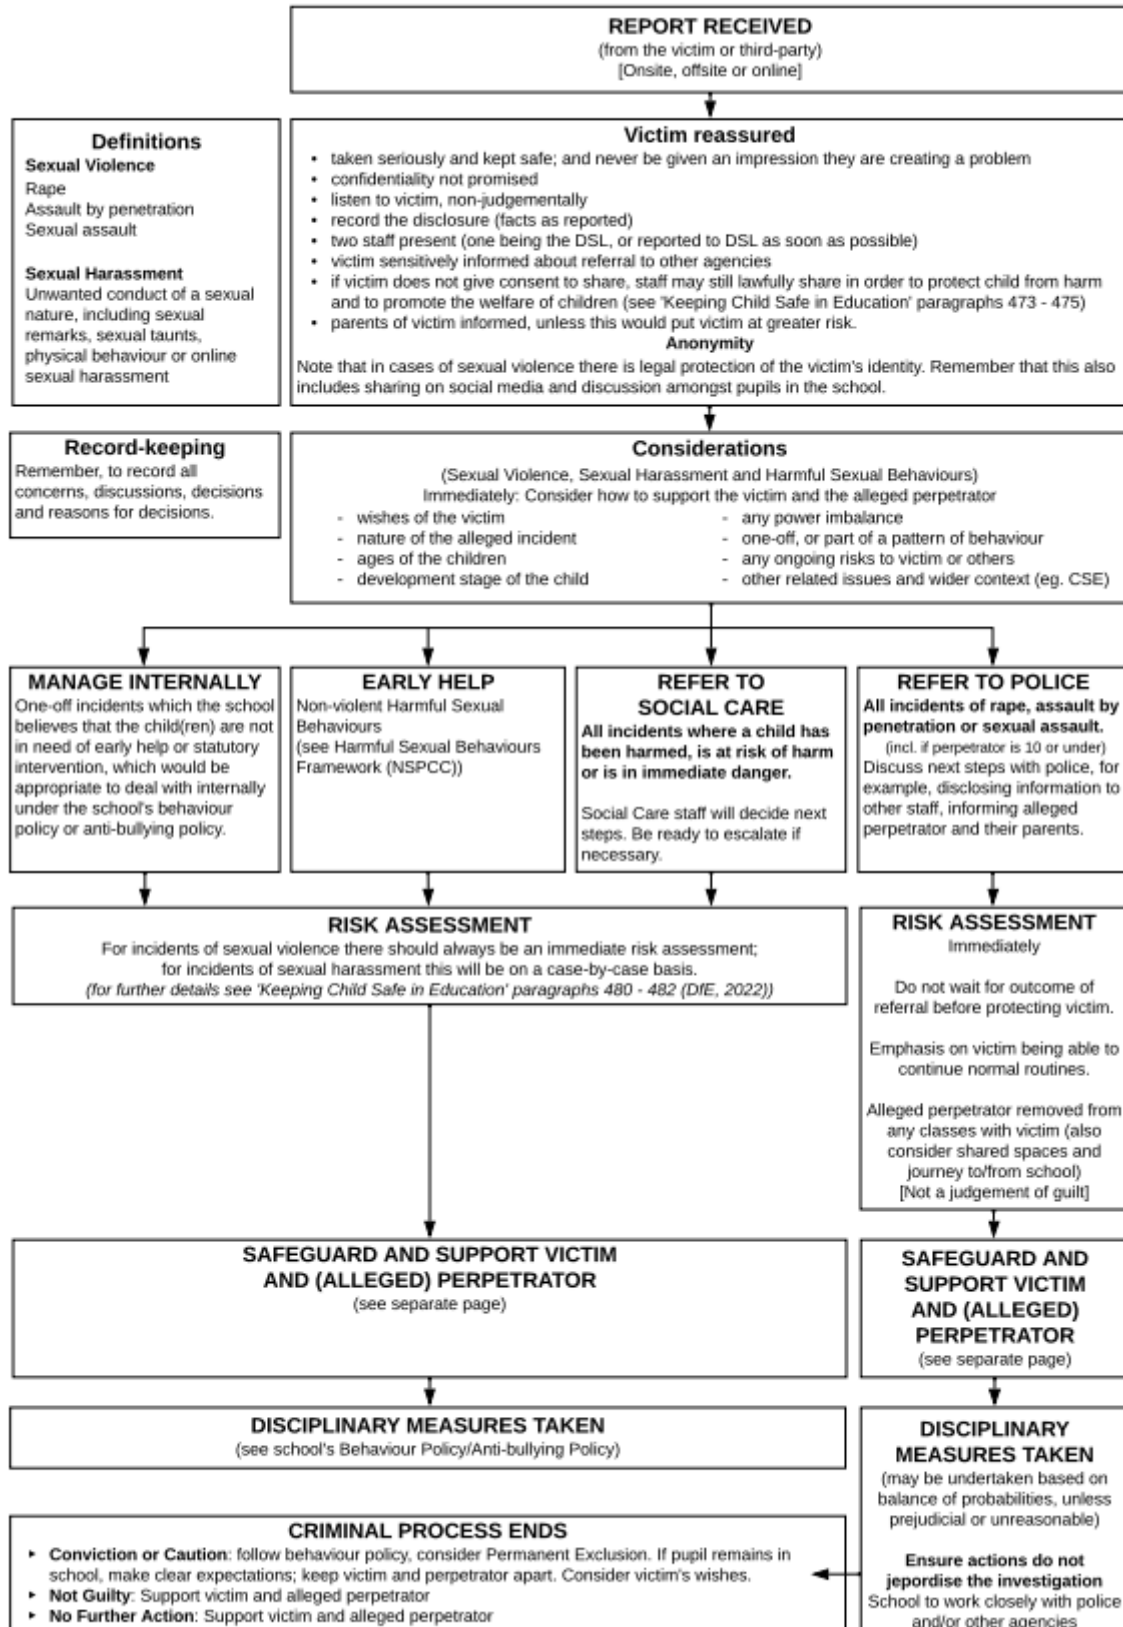 REPORT RECEIVED
(from the victim or third-party)
[Onsite, offsite or online]
Definitions
Sexual Violence
Rape
Assault by penetration
Sexual assault
Sexual Harassment
Unwanted conduct of a sexual
nature, including sexual
remarks, sexual taunts,
physical behaviour or online
sexual harassment
Victim reassured
• taken seriously and kept safe; and never be given an impression they are creating a problem
• confidentiality not promised
• listen to victim, non-judgementally
• record the disclosure (facts as reported)
• two staff present (one being the DSL, or reported to DSL as soon as possible)
• victim sensitively informed about referral to other agencies
• if victim does not give consent to share, staff may still lawfully share in order to protect child from harm
and to promote the welfare of children (see 'Keeping Child Safe in Education' paragraphs 473 - 475)
• parents of victim informed, unless this would put victim at greater risk.
Anonymity
Note that in cases of sexual violence there is legal protection of the victim's identity. Remember that this also
includes sharing on social media and discussion amongst pupils in the school.
Record-keeping
Remember, to record all
concerns, discussions, decisions
and reasons for decisions.
Considerations
(Sexual Violence, Sexual Harassment and Harmful Sexual Behaviours)
Immediately: Consider how to support the victim and the alleged perpetrator
- wishes of the victim
- nature of the alleged incident
- ages of the children
- development stage of the child
- any power imbalance
- one-off, or part of a pattern of behaviour
- any ongoing risks to victim or others
- other related issues and wider context (eg. CSE)
MANAGE INTERNALLY
One-off incidents which the school
believes that the child(ren) are not
in need of early help or statutory
intervention, which would be
appropriate to deal with internally
under the school's behaviour
policy or anti-bullying policy.
EARLY HELP
Non-violent Harmful Sexual
Behaviours
(see Harmful Sexual Behaviours
Framework (NSPCC))
REFER TO
SOCIAL CARE
All incidents where a child has
been harmed, is at risk of harm
or is in immediate danger.
Social Care staff will decide next
steps. Be ready to escalate if
necessary.
REFER TO POLICE
All incidents of rape, assault by
penetration or sexual assault.
(incl. if perpetrator is 10 or under)
Discuss next steps with police, for
example, disclosing information to
other staff, informing alleged
perpetrator and their parents.
RISK ASSESSMENT
For incidents of sexual violence there should always be an immediate risk assessment;
for incidents of sexual harassment this will be on a case-by-case basis.
(for further details see 'Keeping Child Safe in Education' paragraphs 480 - 482 (DfE, 2022))
RISK ASSESSMENT
Immediately
Do not wait for outcome of
referral before protecting victim.
Emphasis on victim being able to
continue normal routines.
Alleged perpetrator removed from
any classes with victim (also
consider shared spaces and
journey to/from school)
[Not a judgement of guilt]
SAFEGUARD AND SUPPORT VICTIM
AND (ALLEGED) PERPETRATOR
(see separate page)
SAFEGUARD AND
SUPPORT VICTIM
AND (ALLEGED)
PERPETRATOR
(see separate page)
DISCIPLINARY MEASURES TAKEN
(see school's Behaviour Policy/Anti-bullying Policy)
DISCIPLINARY
MEASURES TAKEN
(may be undertaken based on
balance of probabilities, unless
prejudicial or unreasonable)
Ensure actions do not
jepordise the investigation
School to work closely with police
and/or other agencies
CRIMINAL PROCESS ENDS
‣ Conviction or Caution: follow behaviour policy, consider Permanent Exclusion. If pupil remains in
school, make clear expectations; keep victim and perpetrator apart. Consider victim's wishes.
‣ Not Guilty: Support victim and alleged perpetrator
‣ No Further Action: Support victim and alleged perpetrator